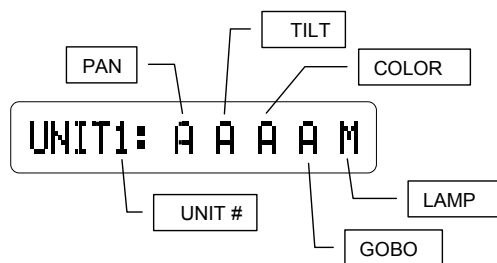 TILT
PAN
COLOR
UNIT1: A A A A M
UNIT #
LAMP
GOBO